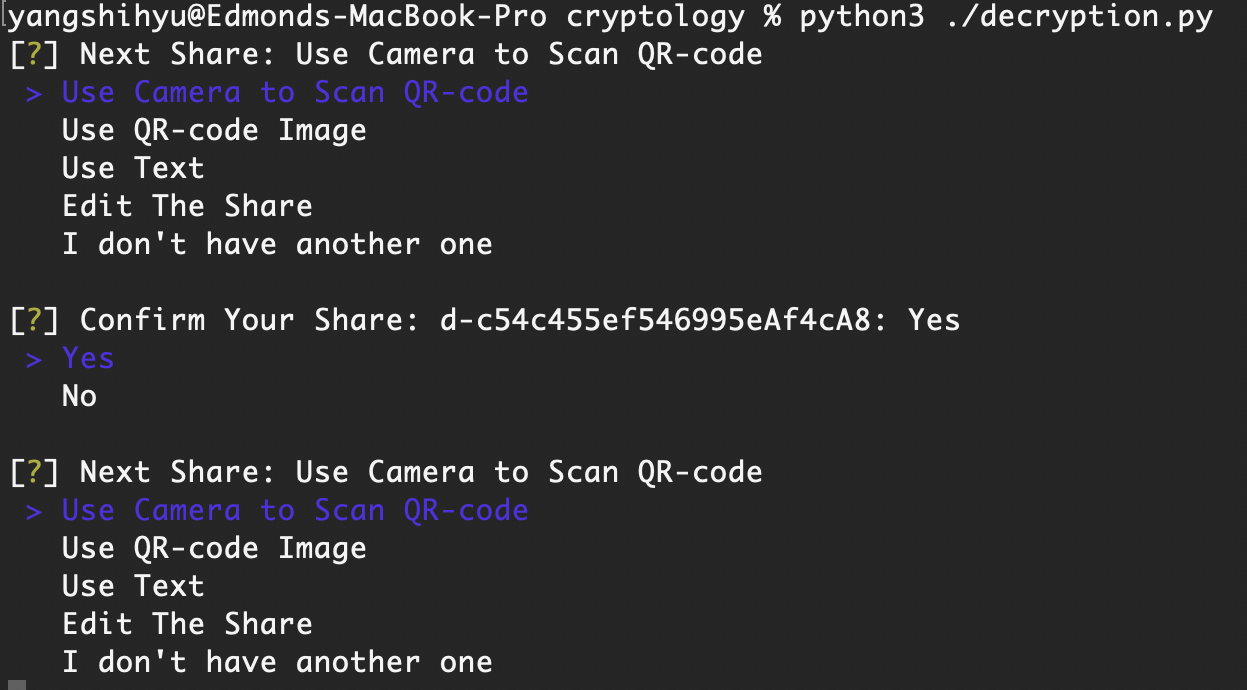 yangshihyu@Edmonds-MacBook-Pro cryptology % python3 ./decryption.py
[?] Next Share: Use Camera to Scan QR-code
> Use Camera to Scan QR-code
Use QR-code Image
Use Text
Edit The Share
I don't have another one
[?] Confirm Your Share: d-c54c455ef546995eAf4cA8: Yes
> Yes
No
[?] Next Share: Use Camera to Scan QR-code
> Use Camera to Scan QR-code
Use QR-code Image
Use Text
Edit The Share
I don't have another one